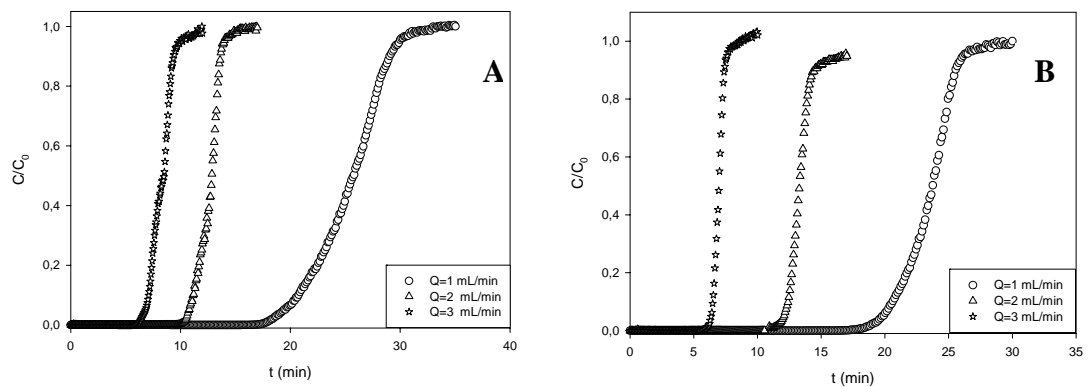 A
C/C0
1,0
0,8
0,6
0,4
0,2
0,0
0 10 20 30 40
t (min)
Q=1 mL/min
Q=2 mL/min
Q=3 mL/min
B
C/C0
1,0
0,8
0,6
0,4
0,2
0,0
0 5 10 15 20 25 30 35
t (min)
Q=1 mL/min
Q=2 mL/min
Q=3 mL/min